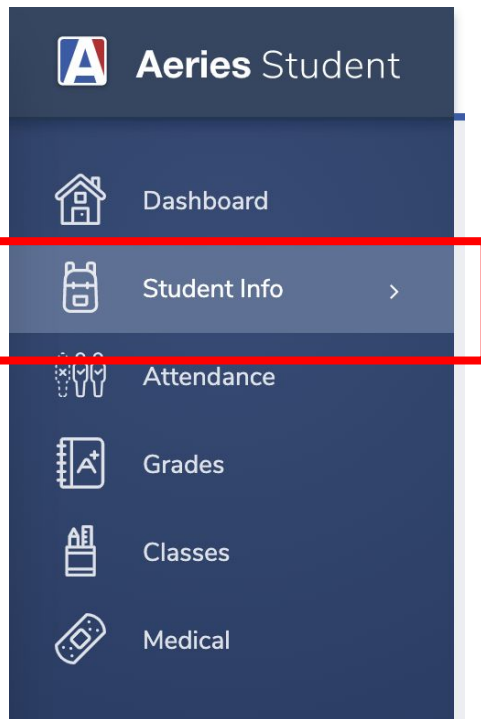 Aeries Student
Dashboard
Student Info
Attendance
Grades
Classes
Medical